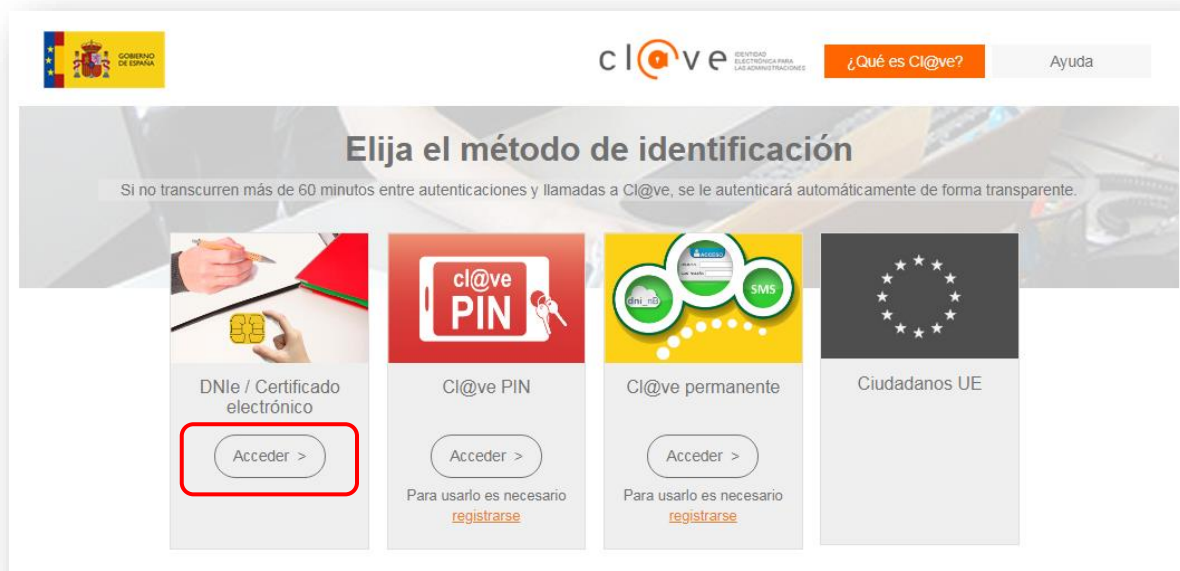 GOBIERNO
DE ESPAÑA
cl@ve
IDENTIDAD
ELECTRÓNICA PARA
LAS ADMINISTRACIONES
¿Qué es Cl@ve?
Ayuda
Elija el método de identificación
Si no transcurren más de 60 minutos entre autenticaciones y llamadas a Cl@ve, se le autenticará automáticamente de forma transparente.
cl@ve
PIN
ACCESO
dni_nB
SMS
DNIe / Certificado
electrónico
Acceder >
Cl@ve PIN
Acceder >
Para usarlo es necesario
registrarse
Cl@ve permanente
Acceder >
Para usarlo es necesario
registrarse
Ciudadanos UE